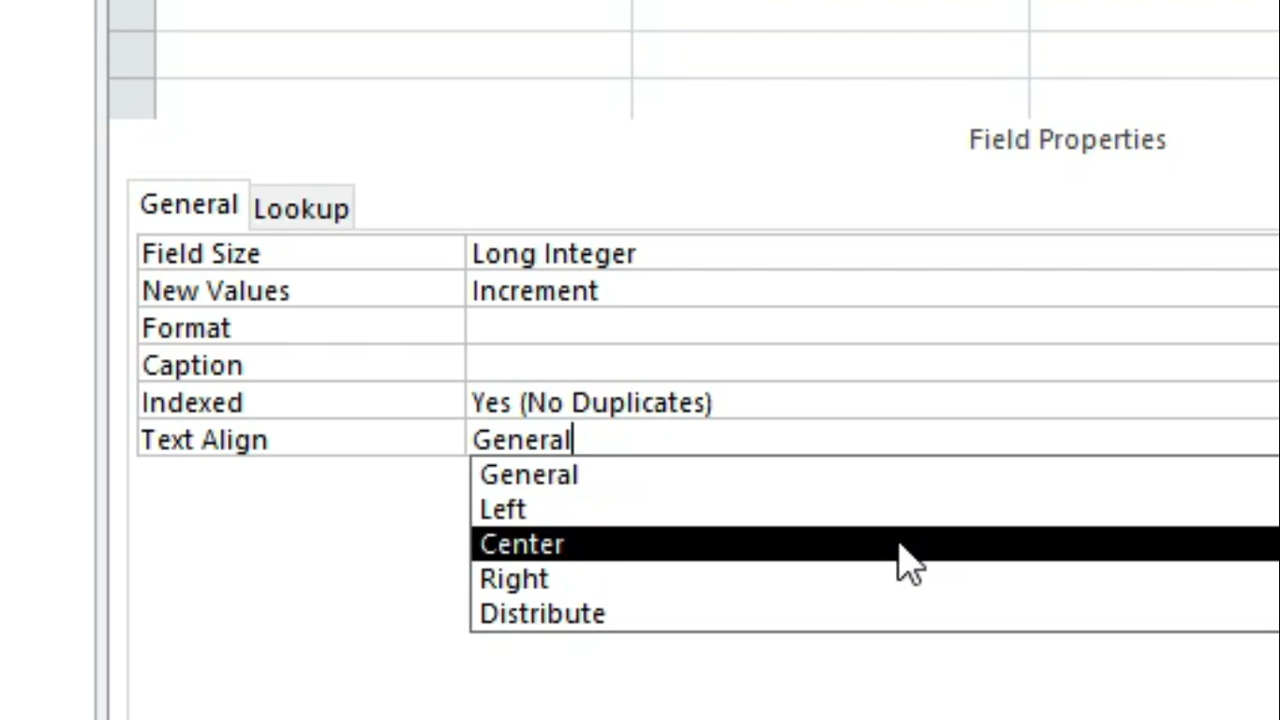 Field Properties
General Lookup
Field Size Long Integer
New Values Increment
Format
Caption
Indexed Yes (No Duplicates)
Text Align General
General
Left
Center
Right
Distribute